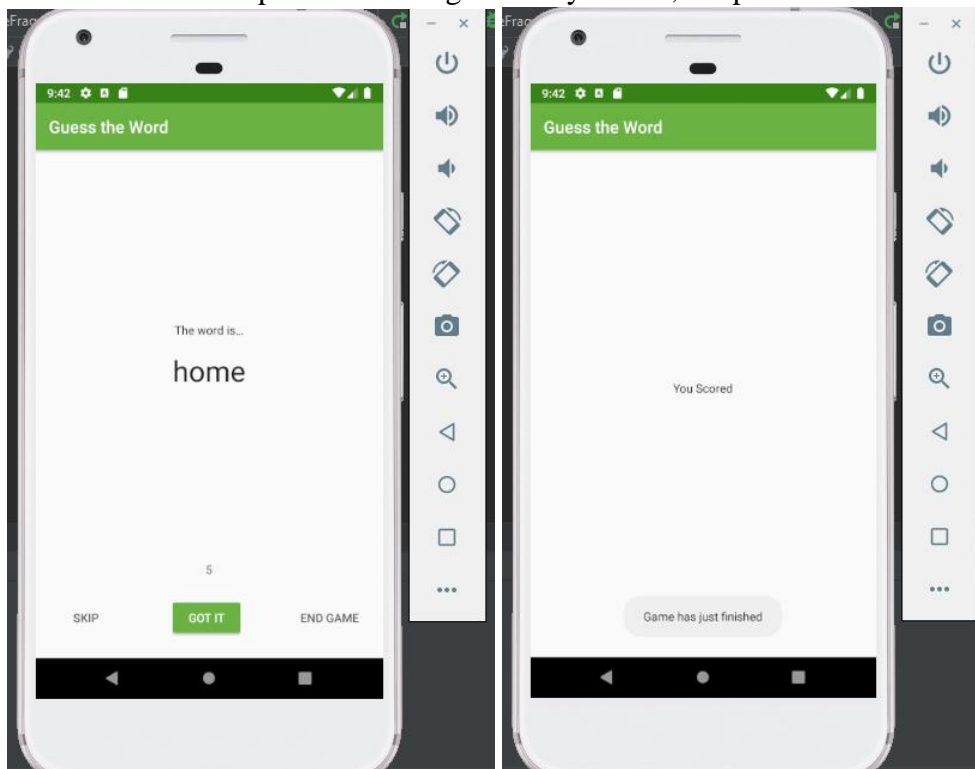 9:42
Guess the Word
The word is...
home
5
SKIP
GOT IT
END GAME
9:42
Guess the Word
You Scored
Game has just finished